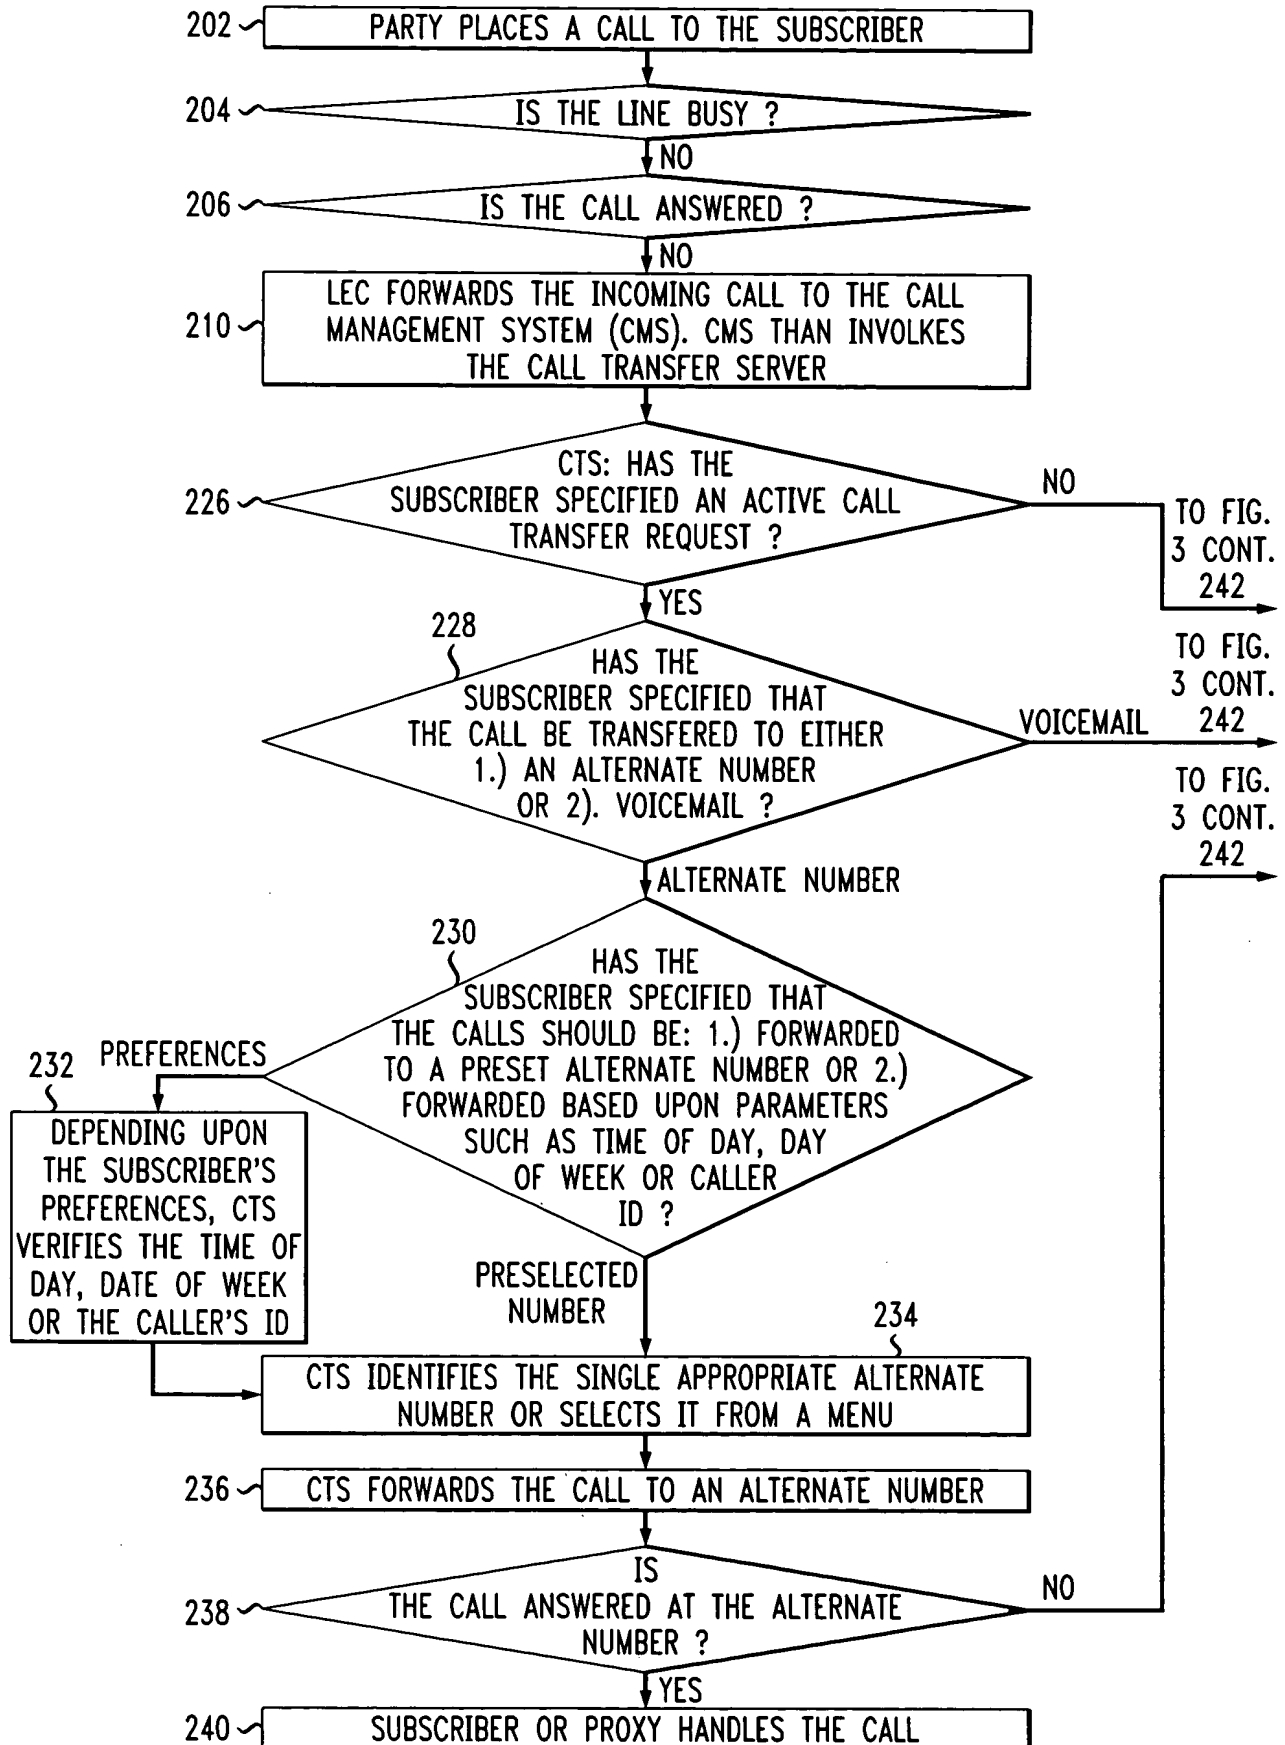 202
PARTY PLACES A CALL TO THE SUBSCRIBER
204
IS THE LINE BUSY ?
NO
206
IS THE CALL ANSWERED ?
NO
210
LEC FORWARDS THE INCOMING CALL TO THE CALL
MANAGEMENT SYSTEM (CMS). CMS THAN INVOLKES
THE CALL TRANSFER SERVER
226
CTS: HAS THE
SUBSCRIBER SPECIFIED AN ACTIVE CALL
TRANSFER REQUEST ?
NO
TO FIG.
3 CONT.
242
YES
228
HAS THE
SUBSCRIBER SPECIFIED THAT
THE CALL BE TRANSFERED TO EITHER
1.) AN ALTERNATE NUMBER
OR 2). VOICEMAIL ?
VOICEMAIL
TO FIG.
3 CONT.
242
ALTERNATE NUMBER
TO FIG.
3 CONT.
242
230
HAS THE
SUBSCRIBER SPECIFIED THAT
THE CALLS SHOULD BE: 1.) FORWARDED
TO A PRESET ALTERNATE NUMBER OR 2.)
FORWARDED BASED UPON PARAMETERS
SUCH AS TIME OF DAY, DAY
OF WEEK OR CALLER
ID ?
PREFERENCES
232
DEPENDING UPON
THE SUBSCRIBER'S
PREFERENCES, CTS
VERIFIES THE TIME OF
DAY, DATE OF WEEK
OR THE CALLER'S ID
PRESELECTED
NUMBER
234
CTS IDENTIFIES THE SINGLE APPROPRIATE ALTERNATE
NUMBER OR SELECTS IT FROM A MENU
236
CTS FORWARDS THE CALL TO AN ALTERNATE NUMBER
238
IS
THE CALL ANSWERED AT THE ALTERNATE
NUMBER ?
NO
YES
240
SUBSCRIBER OR PROXY HANDLES THE CALL